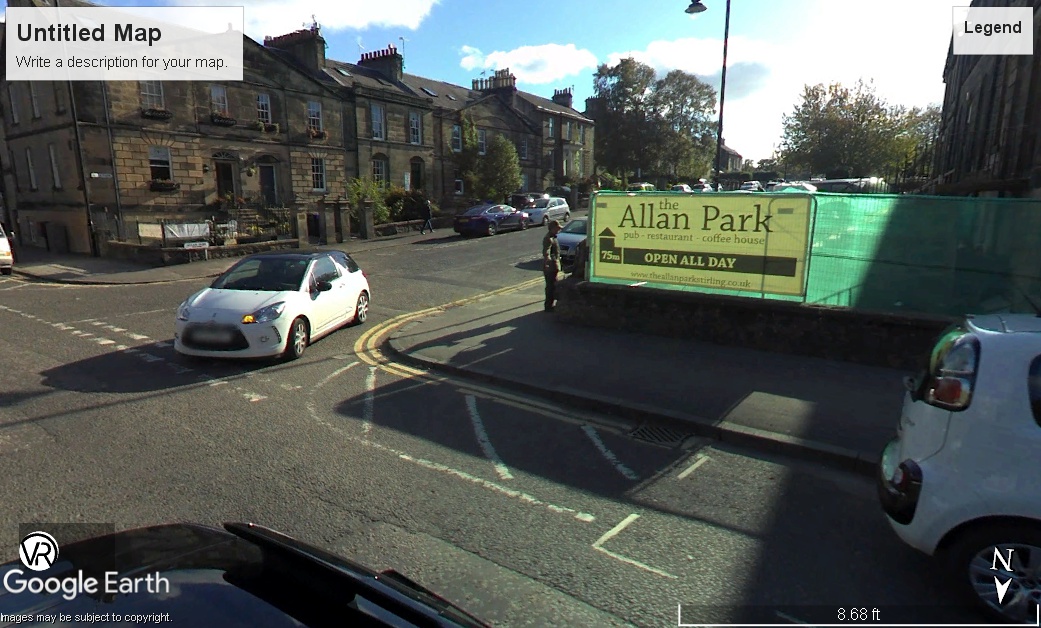 Untitled Map
Write a description for your map.
Legend
the
Allan Park
pub - restaurant - coffee house
75m
OPEN ALL DAY
www.theallanparkstirling.co.uk
VR
Google Earth
Images may be subject to copyright.
N
8.68 ft